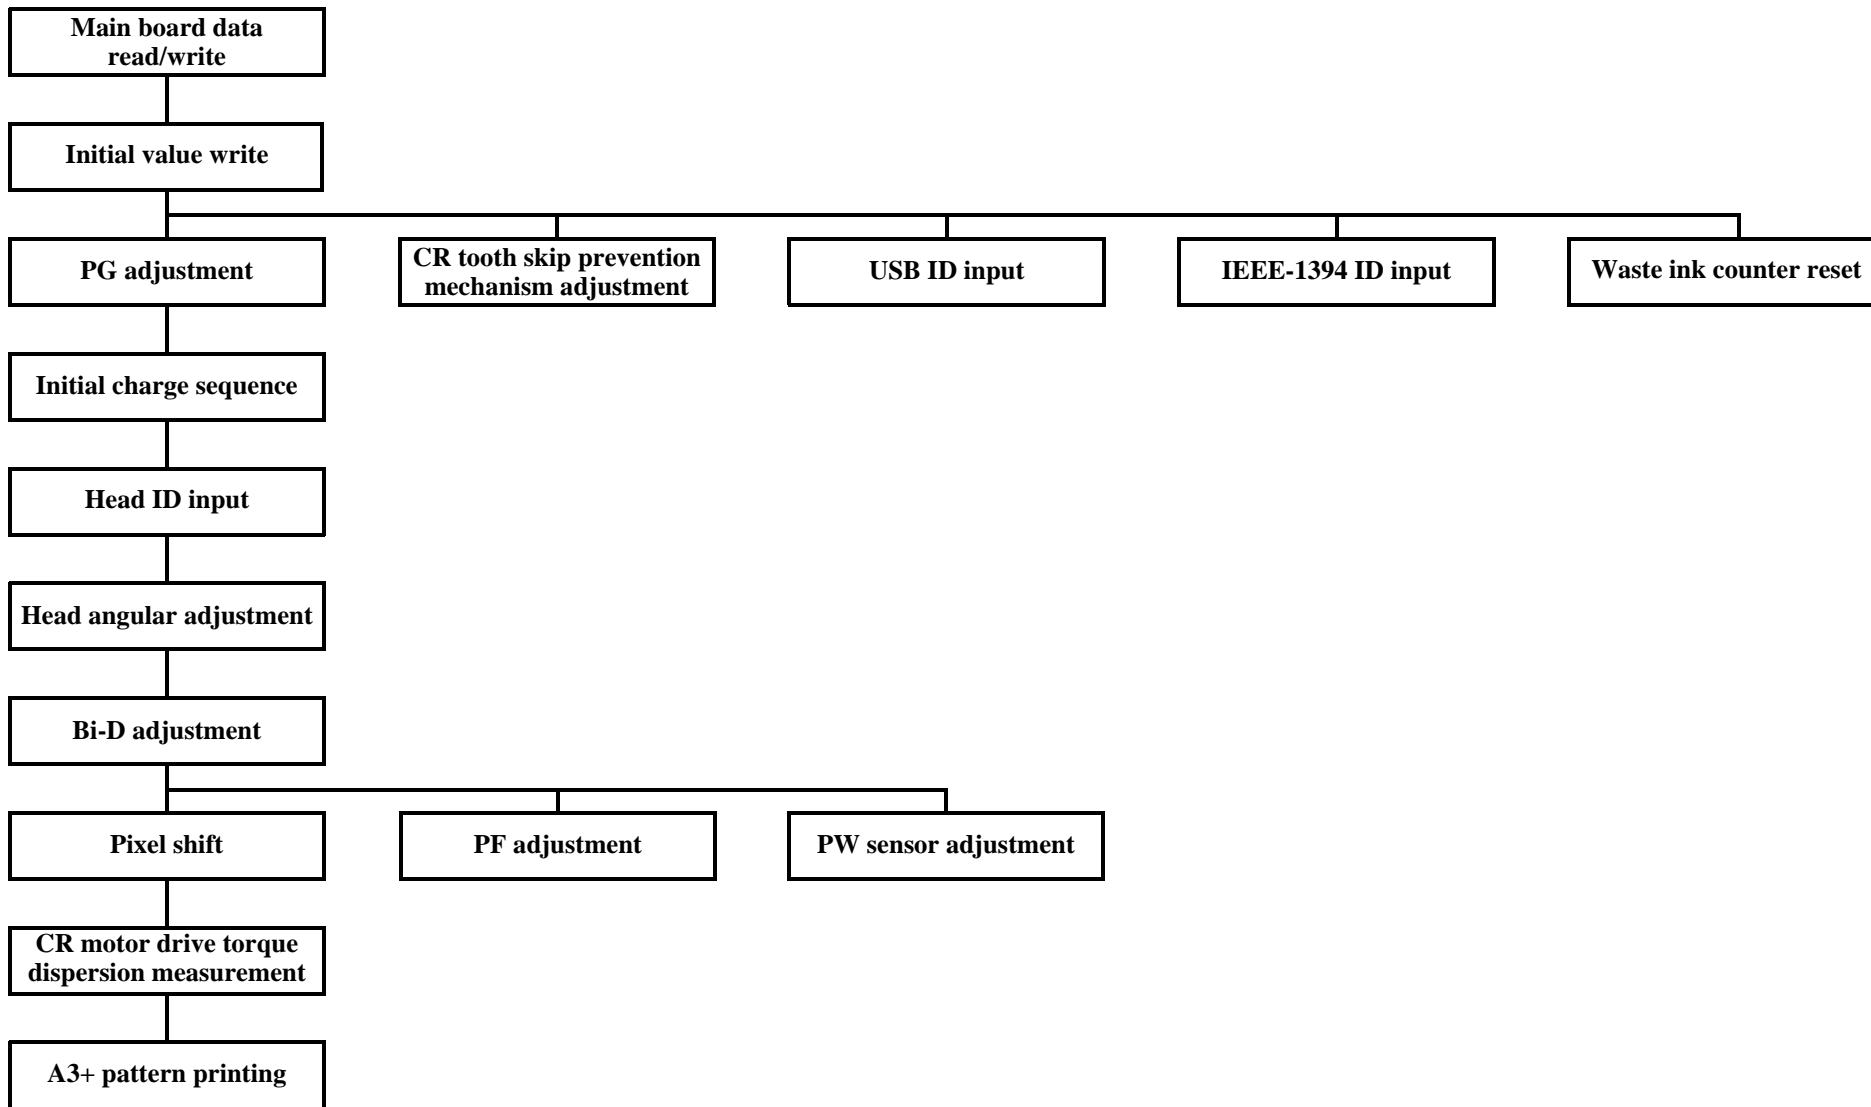 Main board data
read/write
Initial value write
PG adjustment
CR tooth skip prevention
mechanism adjustment
USB ID input
IEEE-1394 ID input
Waste ink counter reset
Initial charge sequence
Head ID input
Head angular adjustment
Bi-D adjustment
Pixel shift
PF adjustment
PW sensor adjustment
CR motor drive torque
dispersion measurement
A3+ pattern printing